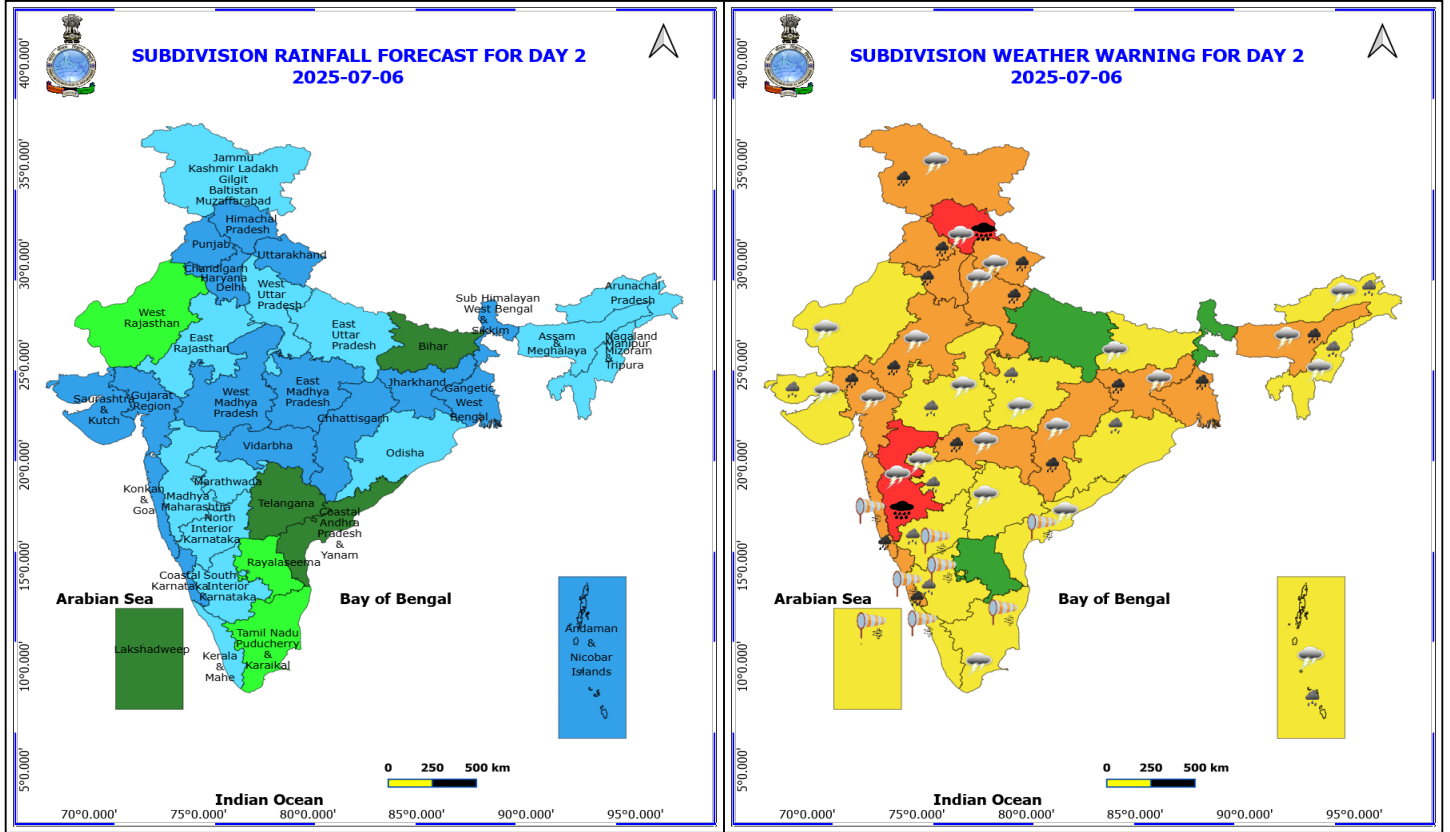 SUBDIVISION RAINFALL FORECAST FOR DAY 2
2025-07-06
40°0.000'
35°0.000'
30°0.000'
25°0.000'
20°0.000'
15°0.000'
10°0.000'
5°0.000'
Jammu
Kashmir Ladakh
Gilgit
Baltistan
Muzaffarabad
Himachal
Pradesh
Punjab
Uttarakhand
Chandigarh
Haryana
Delhi
West
Uttar
Pradesh
West
Rajasthan
East
Rajasthan
East
Uttar
Pradesh
Bihar
Sub Himalayan
West Bengal
&
Sikkim
Arunachal
Pradesh
Assam
&
Meghalaya
Nagaland
Manipur
Mizoram
&
Tripura
Saurashtra
&
Kutch
Gujarat
Region
West
Madhya
Pradesh
East
Madhya
Pradesh
Jharkhand
Gangetic
West
Bengal
Chhattisgarh
Vidarbha
Odisha
Konkan
&
Goa
Madhya
Maharashtra
Marathwada
Telangana
North
Interior
Karnataka
Coastal
Andhra
Pradesh
&
Yanam
Rayalaseema
Coastal
Karnataka
South
Interior
Karnataka
Tamil Nadu
Puducherry
&
Karaikal
Kerala
&
Mahe
Lakshadweep
Andaman
&
Nicobar
Islands
Arabian Sea
Bay of Bengal
0 250 500 km
Indian Ocean
70°0.000' 75°0.000' 80°0.000' 85°0.000' 90°0.000' 95°0.000'
SUBDIVISION WEATHER WARNING FOR DAY 2
2025-07-06
40°0.000'
35°0.000'
30°0.000'
25°0.000'
20°0.000'
15°0.000'
10°0.000'
5°0.000'
Arabian Sea
Bay of Bengal
0 250 500 km
Indian Ocean
70°0.000' 75°0.000' 80°0.000' 85°0.000' 90°0.000' 95°0.000'